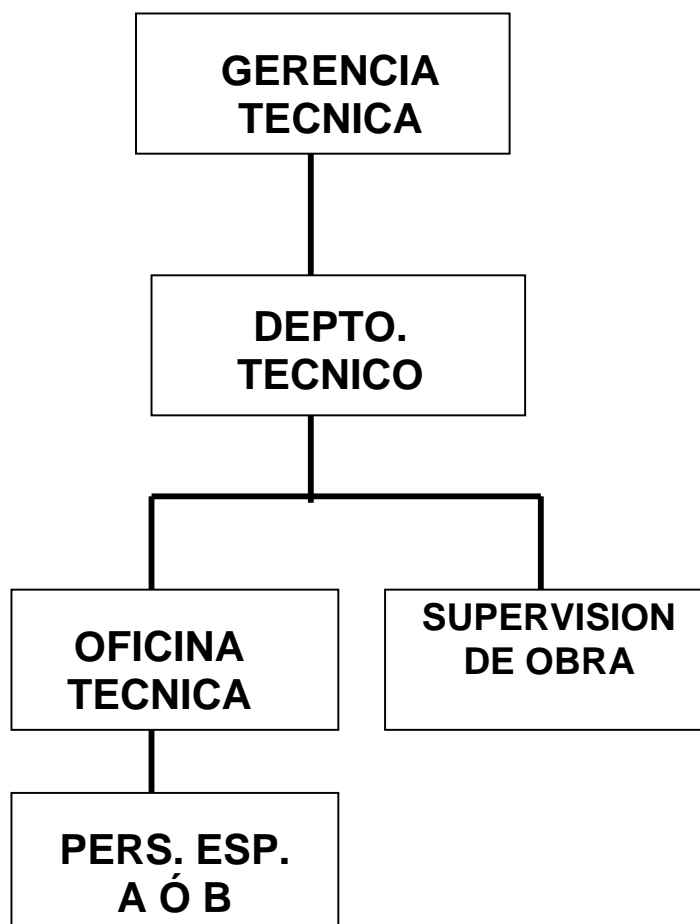 GERENCIA
TECNICA
DEPTO.
TECNICO
OFICINA
TECNICA
SUPERVISION
DE OBRA
PERS. ESP.
A Ó B